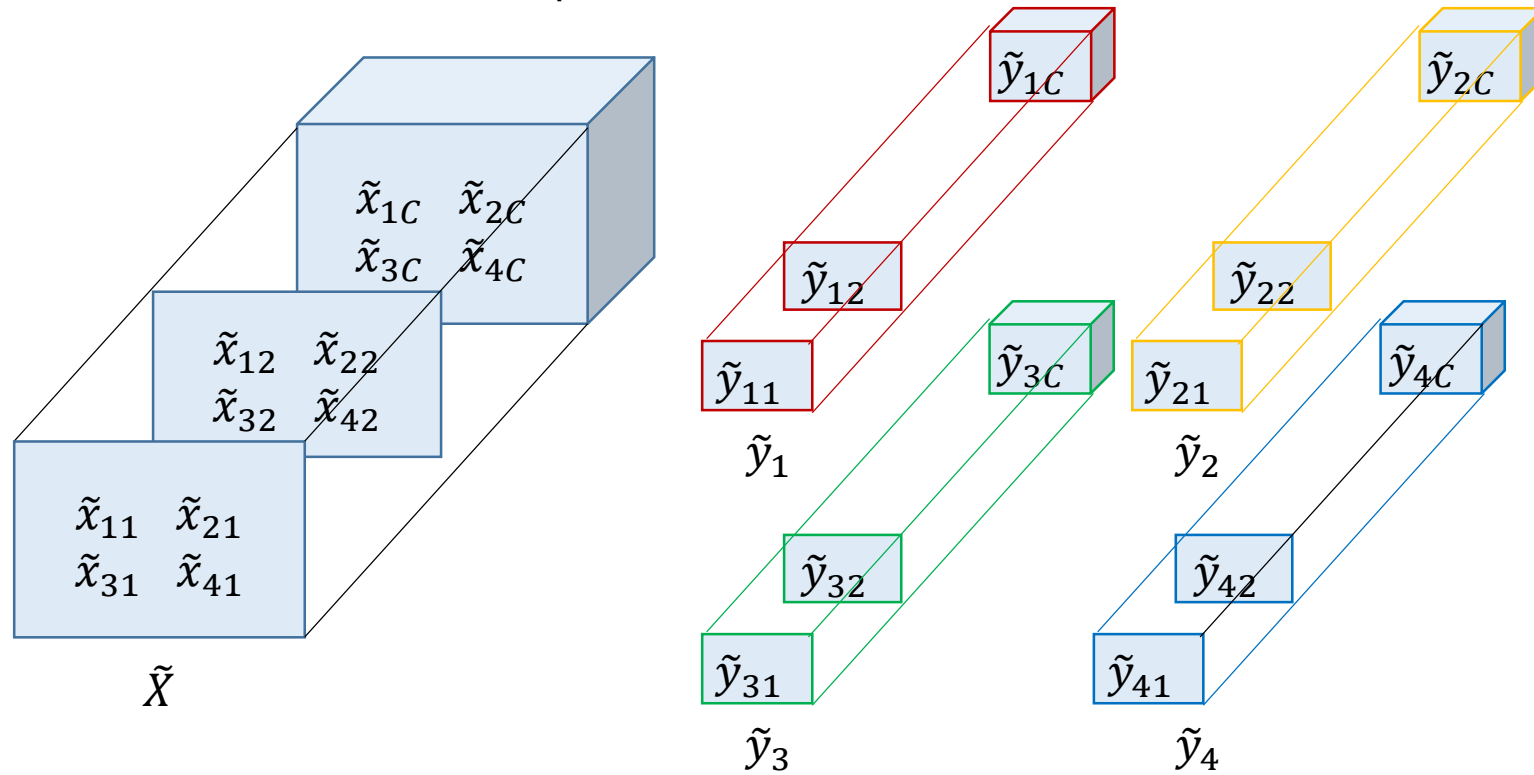 x̃₁C x̃₂C
x̃₃C x̃₄C
x̃₁₂ x̃₂₂
x̃₃₂ x̃₄₂
x̃₁₁ x̃₂₁
x̃₃₁ x̃₄₁
X̃
ỹ₁C
ỹ₁₂
ỹ₁₁
ỹ₁
ỹ₂C
ỹ₂₂
ỹ₂₁
ỹ₂
ỹ₃C
ỹ₃₂
ỹ₃₁
ỹ₃
ỹ₄C
ỹ₄₂
ỹ₄₁
ỹ₄